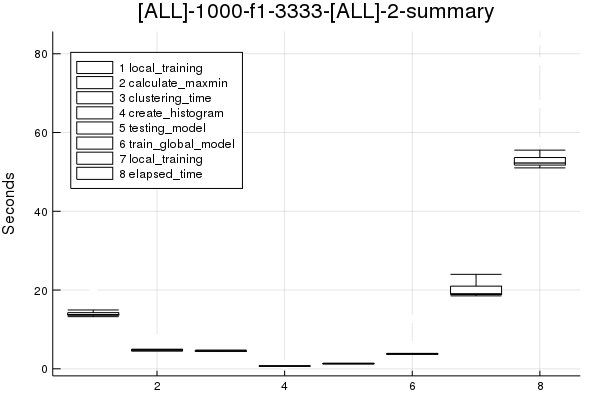 [ALL]-1000-f1-3333-[ALL]-2-summary
80
60
40
20
0
Seconds
1 local_training
2 calculate_maxmin
3 clustering_time
4 create_histogram
5 testing_model
6 train_global_model
7 local_training
8 elapsed_time
2
4
6
8